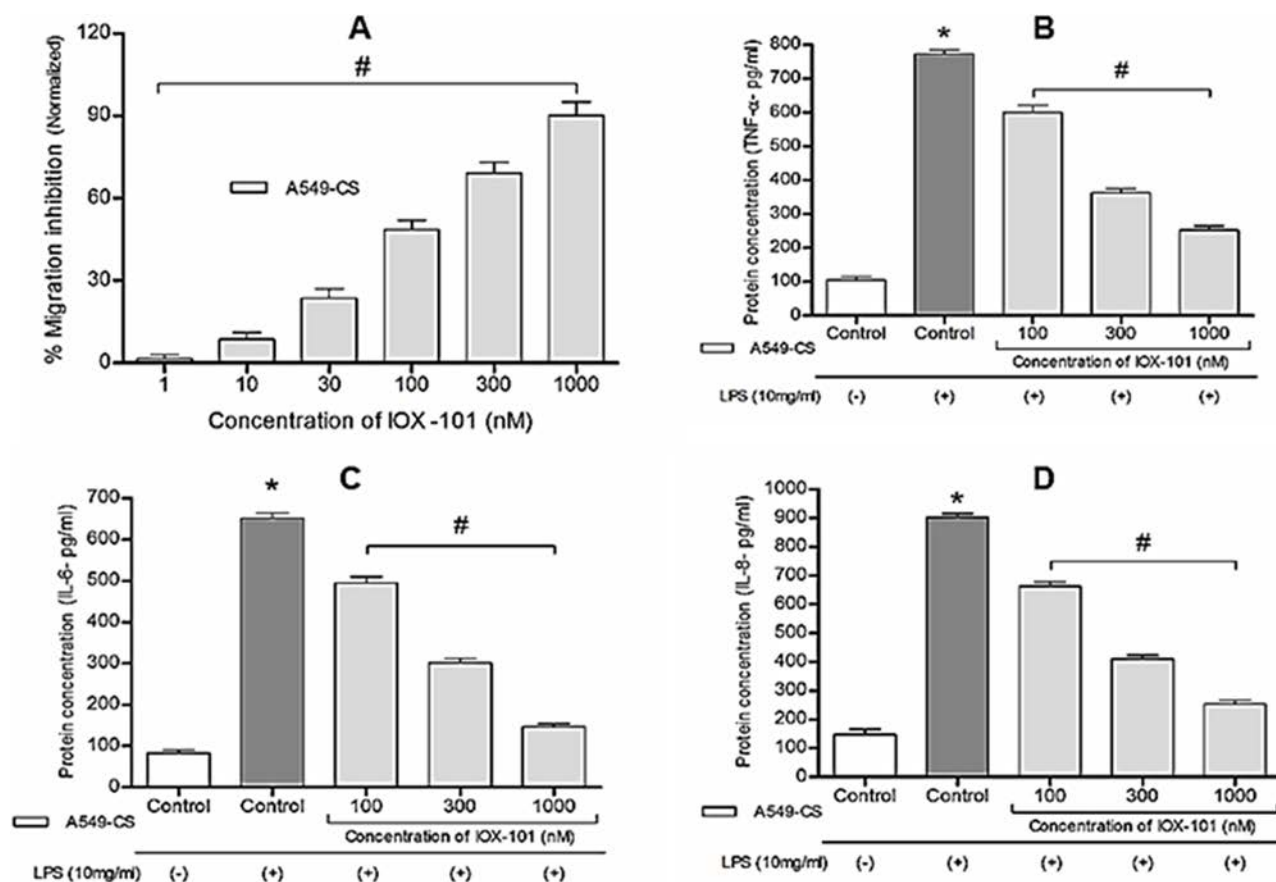 A
% Migration inhibition (Normalized)
120
90
60
30
0
#
A549-CS
1 10 30 100 300 1000
Concentration of IOX -101 (nM)
B
Protein concentration (TNF-α- pg/ml)
800
700
600
500
400
300
200
100
0
*
#
Control Control 100 300 1000
A549-CS
Concentration of IOX-101 (nM)
LPS (10mg/ml) (-) (+) (+) (+) (+)
C
Protein concentration (IL-6- pg/ml)
700
600
500
400
300
200
100
0
*
#
Control Control 100 300 1000
A549-CS
Concentration of IOX-101 (nM)
LPS (10mg/ml) (-) (+) (+) (+) (+)
D
Protein concentration (IL-8- pg/ml)
1000
900
800
700
600
500
400
300
200
100
0
*
#
Control Control 100 300 1000
A549-CS
Concentration of IOX-101 (nM)
LPS (10mg/ml) (-) (+) (+) (+) (+)